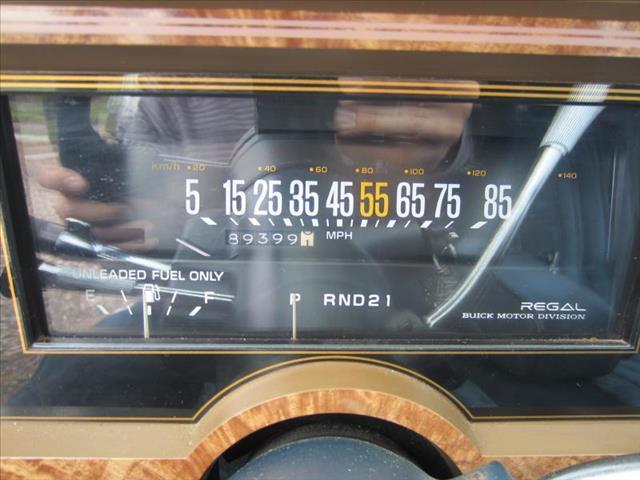 km/h 20 40 60 80 100 120 140
5 15 25 35 45 55 65 75 85
89399 MPH
UNLEADED FUEL ONLY
E F P RND21
REGAL
BUICK MOTOR DIVISION